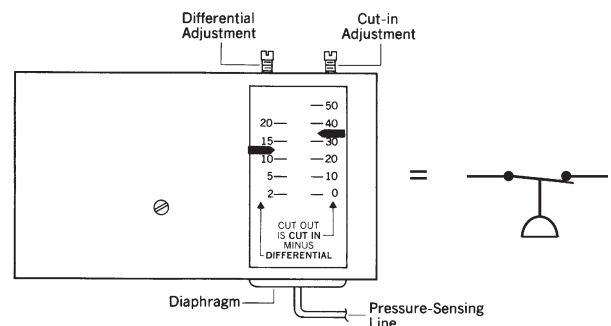 Differential
Adjustment
Cut-in
Adjustment
50
20 40
15 30
10 20
5 10
2 0
CUT OUT
IS CUT IN
MINUS
DIFFERENTIAL
=
Diaphragm
Pressure-Sensing
Line